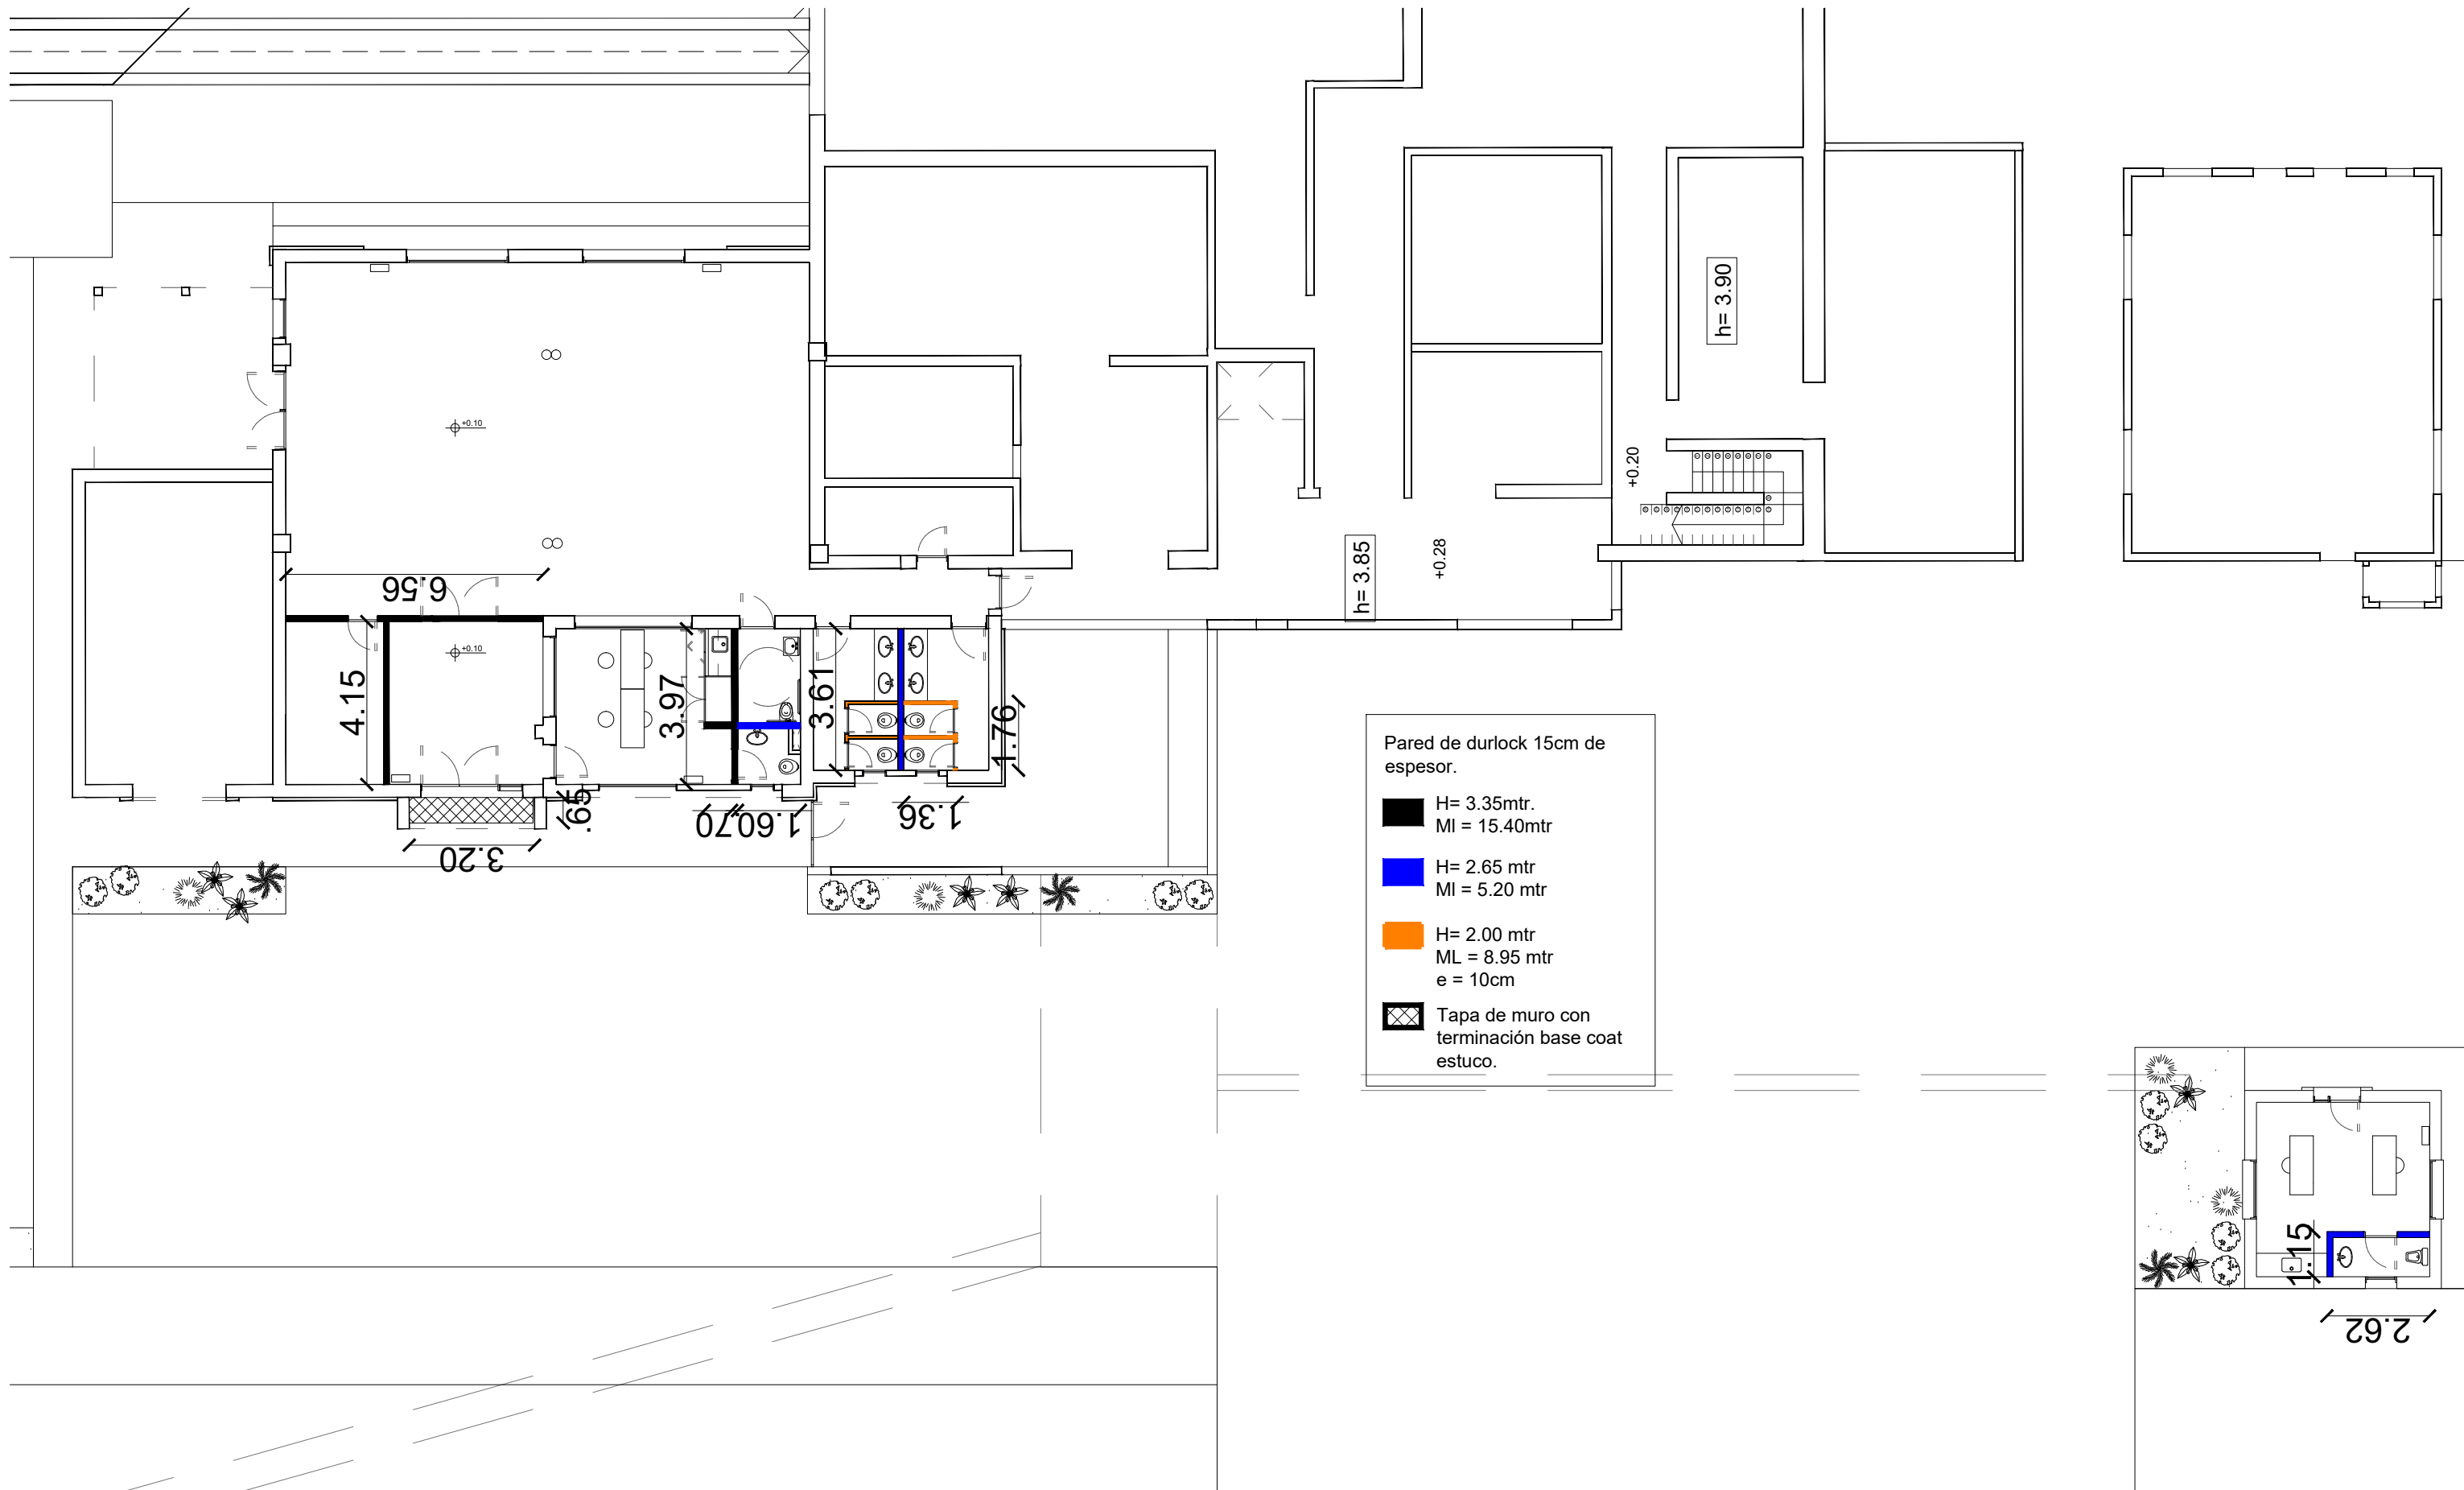 h= 3.90
+0.10
+0.20
h= 3.85
+0.28
6.56
+0.10
4.15
3.97
3.61
1.76
.65
.70
1.60
1.36
3.20
Pared de durlock 15cm de
espesor.
H= 3.35mtr.
Ml = 15.40mtr
H= 2.65 mtr
Ml = 5.20 mtr
H= 2.00 mtr
ML = 8.95 mtr
e = 10cm
Tapa de muro con
terminación base coat
estuco.
1.15
2.62